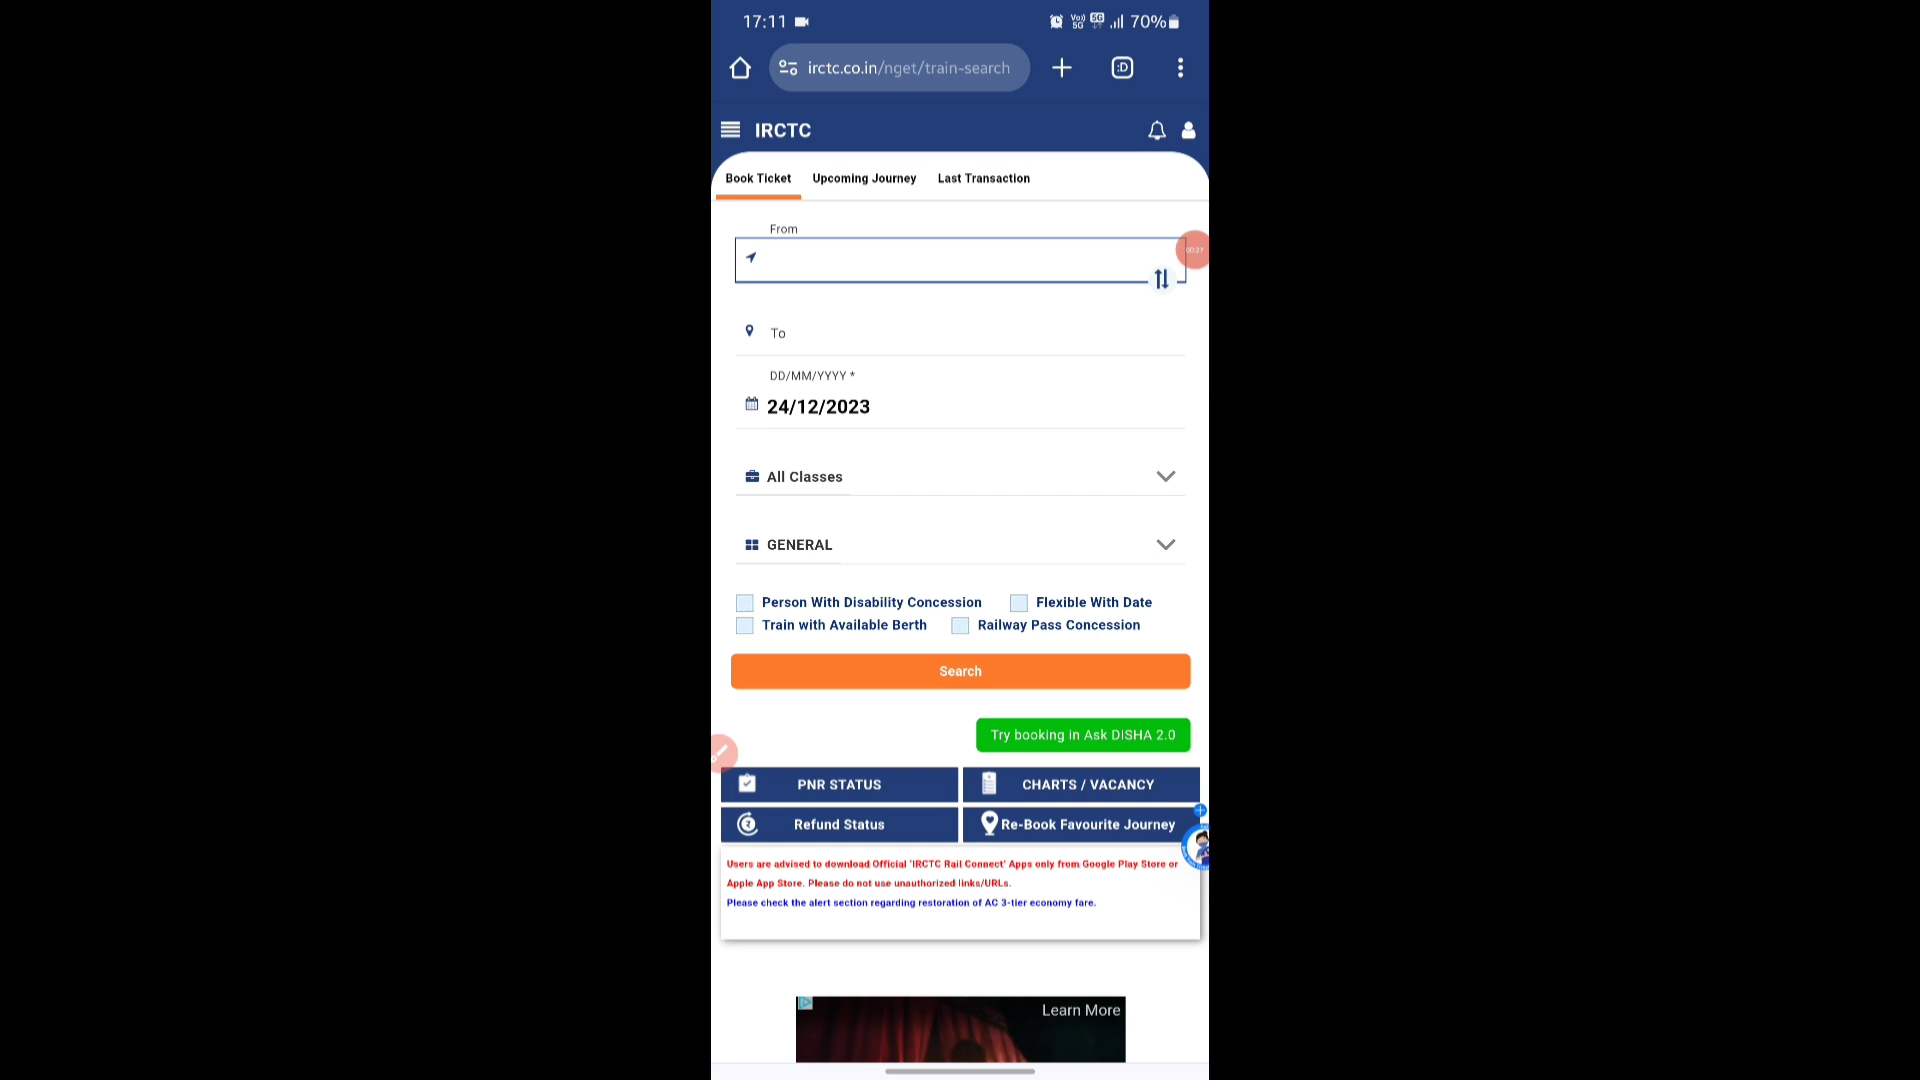 17:11 Vo)) 5G 5G 70%
irctc.co.in/nget/train-search :D
IRCTC
Book Ticket Upcoming Journey Last Transaction
From
00:27
To
DD/MM/YYYY *
24/12/2023
All Classes
GENERAL
Person With Disability Concession Flexible With Date
Train with Available Berth Railway Pass Concession
Search
Try booking in Ask DISHA 2.0
PNR STATUS CHARTS / VACANCY
Refund Status Re-Book Favourite Journey
Users are advised to download Official 'IRCTC Rail Connect' Apps only from Google Play Store or
Apple App Store. Please do not use unauthorized links/URLs.
Please check the alert section regarding restoration of AC 3-tier economy fare.
Learn More